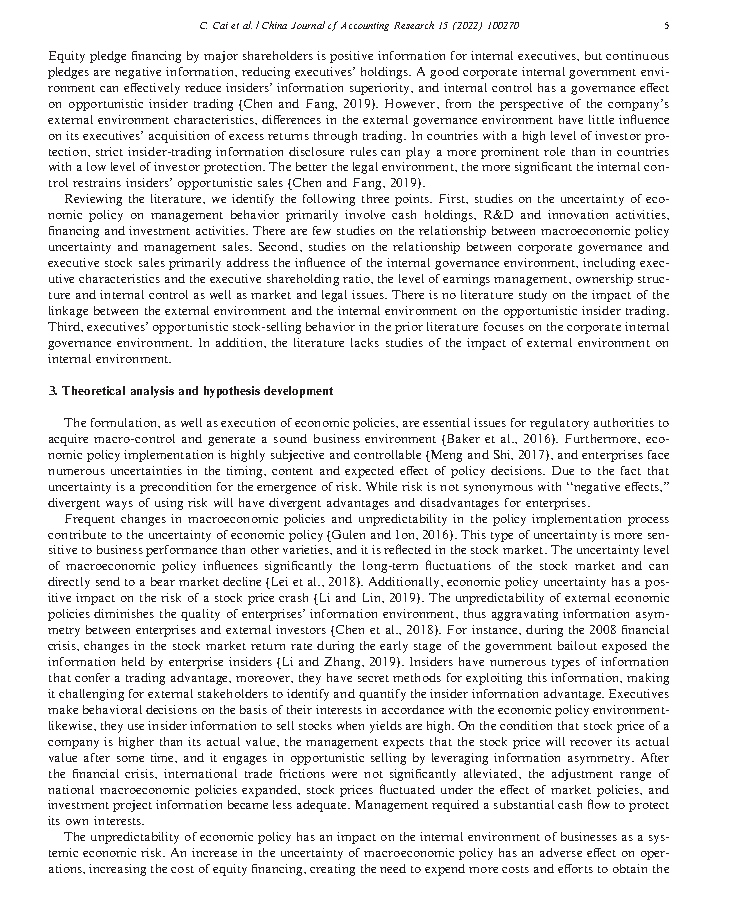 C. Cai et al. / China Journal of Accounting Research 15 (2022) 100270
5
Equity pledge financing by major shareholders is positive information for internal executives, but continuous
pledges are negative information, reducing executives' holdings. A good corporate internal government envi-
ronment can effectively reduce insiders' information superiority, and internal control has a governance effect
on opportunistic insider trading (Chen and Fang, 2019). However, from the perspective of the company's
external environment characteristics, differences in the external governance environment have little influence
on its executives' acquisition of excess returns through trading. In countries with a high level of investor pro-
tection, strict insider-trading information disclosure rules can play a more prominent role than in countries
with a low level of investor protection. The better the legal environment, the more significant the internal con-
trol restrains insiders' opportunistic sales (Chen and Fang, 2019).
Reviewing the literature, we identify the following three points. First, studies on the uncertainty of eco-
nomic policy on management behavior primarily involve cash holdings, R&D and innovation activities,
financing and investment activities. There are few studies on the relationship between macroeconomic policy
uncertainty and management sales. Second, studies on the relationship between corporate governance and
executive stock sales primarily address the influence of the internal governance environment, including exec-
utive characteristics and the executive shareholding ratio, the level of earnings management, ownership struc-
ture and internal control as well as market and legal issues. There is no literature study on the impact of the
linkage between the external environment and the internal environment on the opportunistic insider trading.
Third, executives' opportunistic stock-selling behavior in the prior literature focuses on the corporate internal
governance environment. In addition, the literature lacks studies of the impact of external environment on
internal environment.
3. Theoretical analysis and hypothesis development
The formulation, as well as execution of economic policies, are essential issues for regulatory authorities to
acquire macro-control and generate a sound business environment (Baker et al., 2016). Furthermore, eco-
nomic policy implementation is highly subjective and controllable (Meng and Shi, 2017), and enterprises face
numerous uncertainties in the timing, content and expected effect of policy decisions. Due to the fact that
uncertainty is a precondition for the emergence of risk. While risk is not synonymous with "negative effects,"
divergent ways of using risk will have divergent advantages and disadvantages for enterprises.
Frequent changes in macroeconomic policies and unpredictability in the policy implementation process
contribute to the uncertainty of economic policy (Gulen and Ion, 2016). This type of uncertainty is more sen-
sitive to business performance than other varieties, and it is reflected in the stock market. The uncertainty level
of macroeconomic policy influences significantly the long-term fluctuations of the stock market and can
directly send to a bear market decline (Lei et al., 2018). Additionally, economic policy uncertainty has a pos-
itive impact on the risk of a stock price crash (Li and Lin, 2019). The unpredictability of external economic
policies diminishes the quality of enterprises' information environment, thus aggravating information asym-
metry between enterprises and external investors (Chen et al., 2018). For instance, during the 2008 financial
crisis, changes in the stock market return rate during the early stage of the government bailout exposed the
information held by enterprise insiders (Li and Zhang, 2019). Insiders have numerous types of information
that confer a trading advantage, moreover, they have secret methods for exploiting this information, making
it challenging for external stakeholders to identify and quantify the insider information advantage. Executives
make behavioral decisions on the basis of their interests in accordance with the economic policy environment-
likewise, they use insider information to sell stocks when yields are high. On the condition that stock price of a
company is higher than its actual value, the management expects that the stock price will recover its actual
value after some time, and it engages in opportunistic selling by leveraging information asymmetry. After
the financial crisis, international trade frictions were not significantly alleviated, the adjustment range of
national macroeconomic policies expanded, stock prices fluctuated under the effect of market policies, and
investment project information became less adequate. Management required a substantial cash flow to protect
its own interests.
The unpredictability of economic policy has an impact on the internal environment of businesses as a sys-
temic economic risk. An increase in the uncertainty of macroeconomic policy has an adverse effect on oper-
ations, increasing the cost of equity financing, creating the need to expend more costs and efforts to obtain the